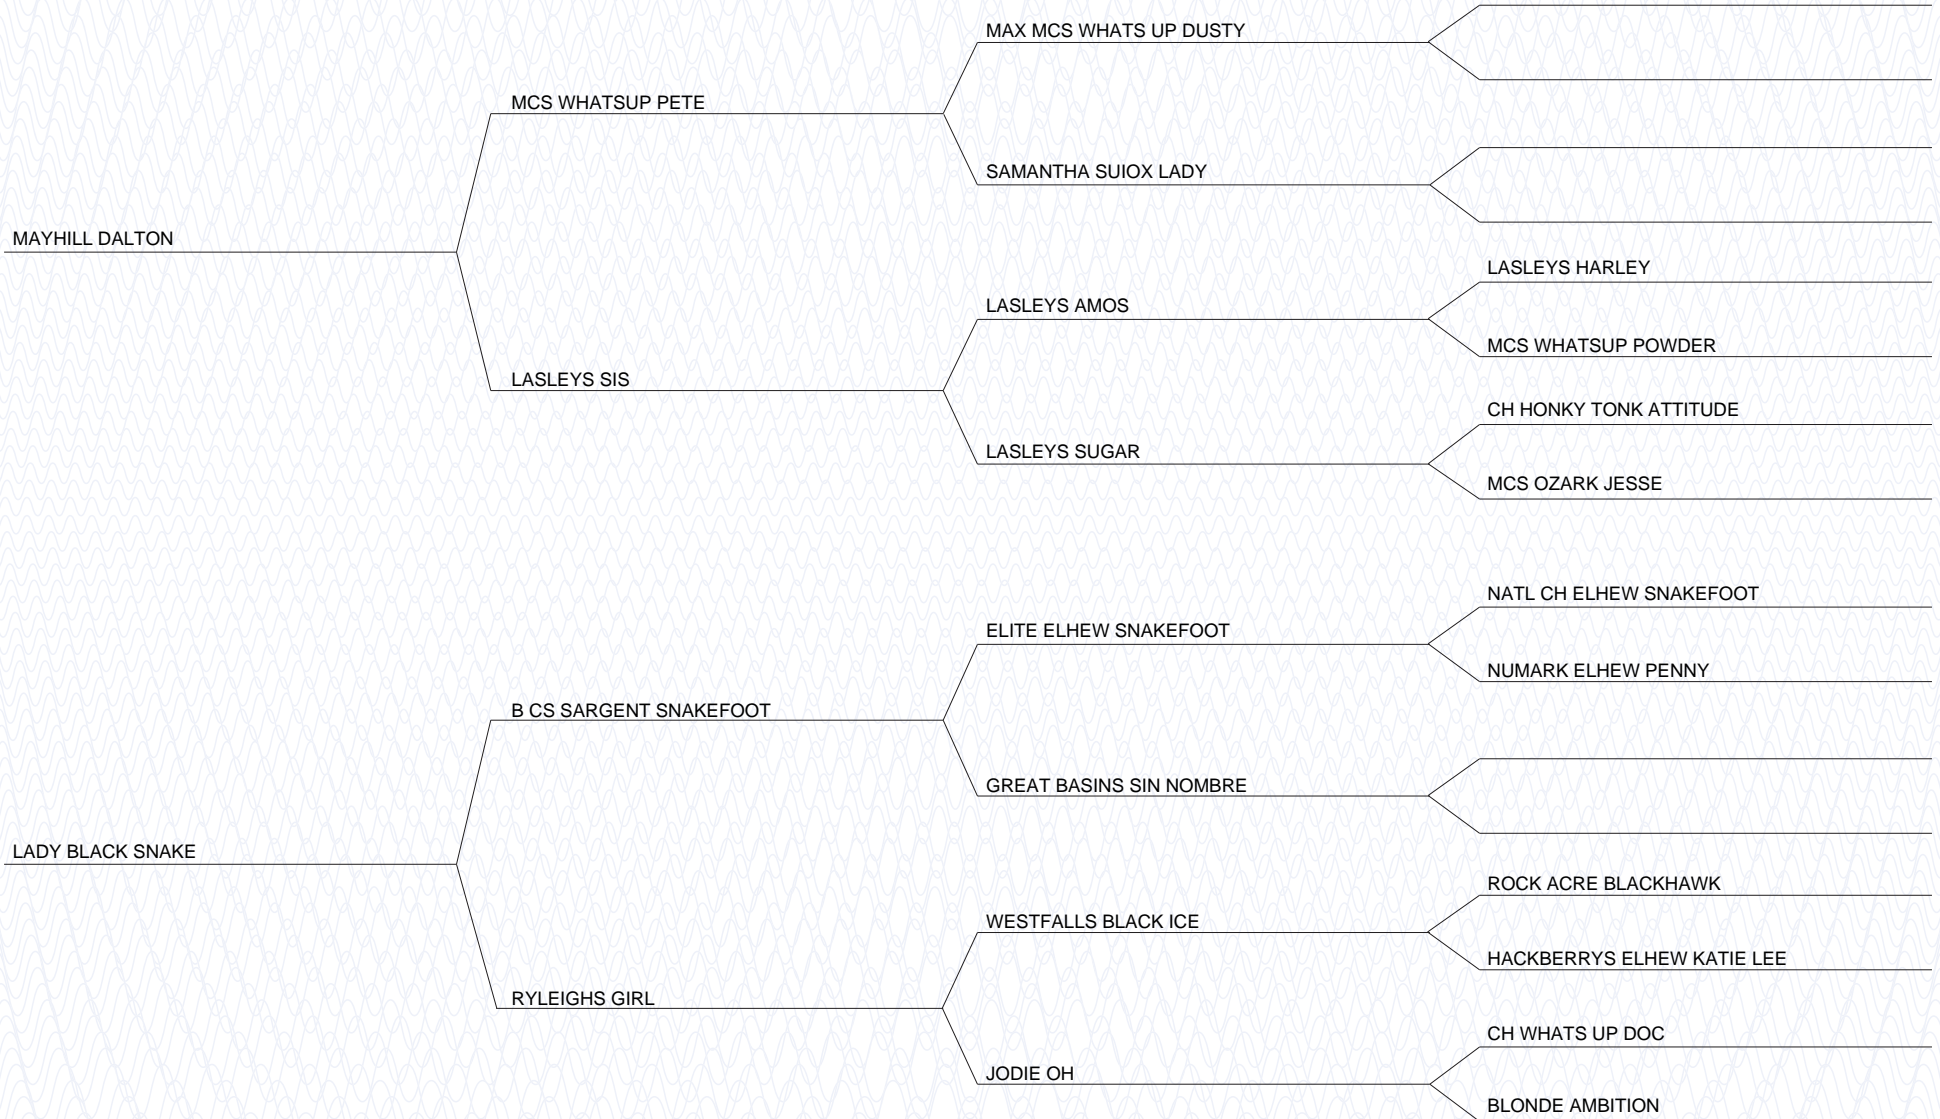 MAX MCS WHATS UP DUSTY
MCS WHATSUP PETE
SAMANTHA SUIOX LADY
MAYHILL DALTON
LASLEYS HARLEY
LASLEYS AMOS
MCS WHATSUP POWDER
LASLEYS SIS
CH HONKY TONK ATTITUDE
LASLEYS SUGAR
MCS OZARK JESSE
NATL CH ELHEW SNAKEFOOT
ELITE ELHEW SNAKEFOOT
NUMARK ELHEW PENNY
B CS SARGENT SNAKEFOOT
GREAT BASINS SIN NOMBRE
LADY BLACK SNAKE
ROCK ACRE BLACKHAWK
WESTFALLS BLACK ICE
HACKBERRYS ELHEW KATIE LEE
RYLEIGHS GIRL
CH WHATS UP DOC
JODIE OH
BLONDE AMBITION